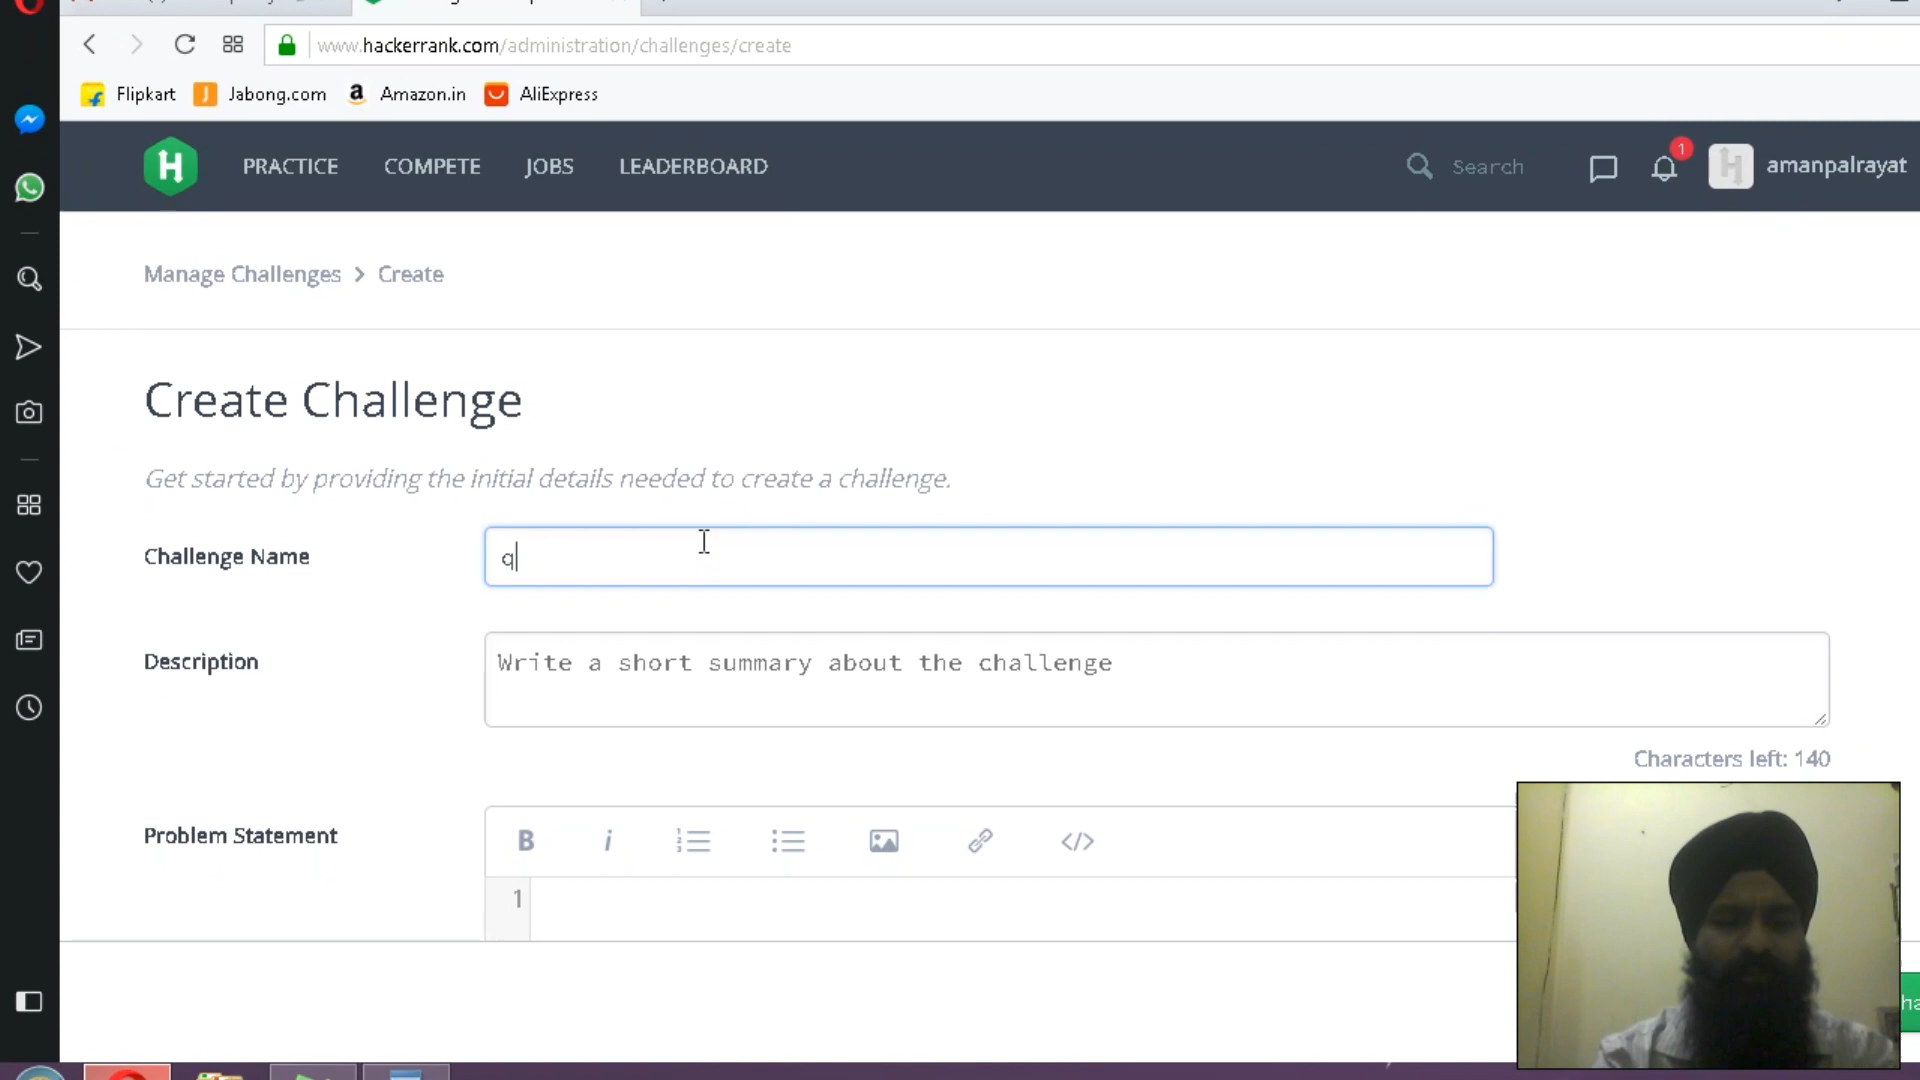 www.hackerrank.com/administration/challenges/create
Flipkart Jabong.com Amazon.in AliExpress
PRACTICE COMPETE JOBS LEADERBOARD Search 1 amanpalrayat
Manage Challenges > Create
Create Challenge
Get started by providing the initial details needed to create a challenge.
Challenge Name q
Description Write a short summary about the challenge
Characters left: 140
Problem Statement B i
1